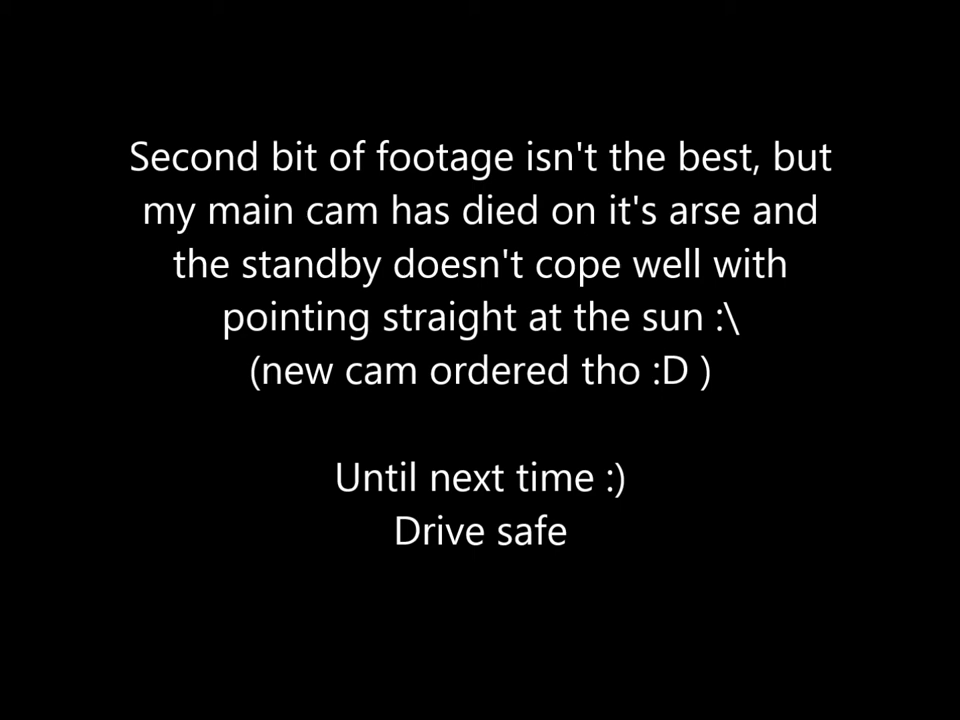 Second bit of footage isn't the best, but
my main cam has died on it's arse and
the standby doesn't cope well with
pointing straight at the sun :\
(new cam ordered tho :D )
Until next time :)
Drive safe